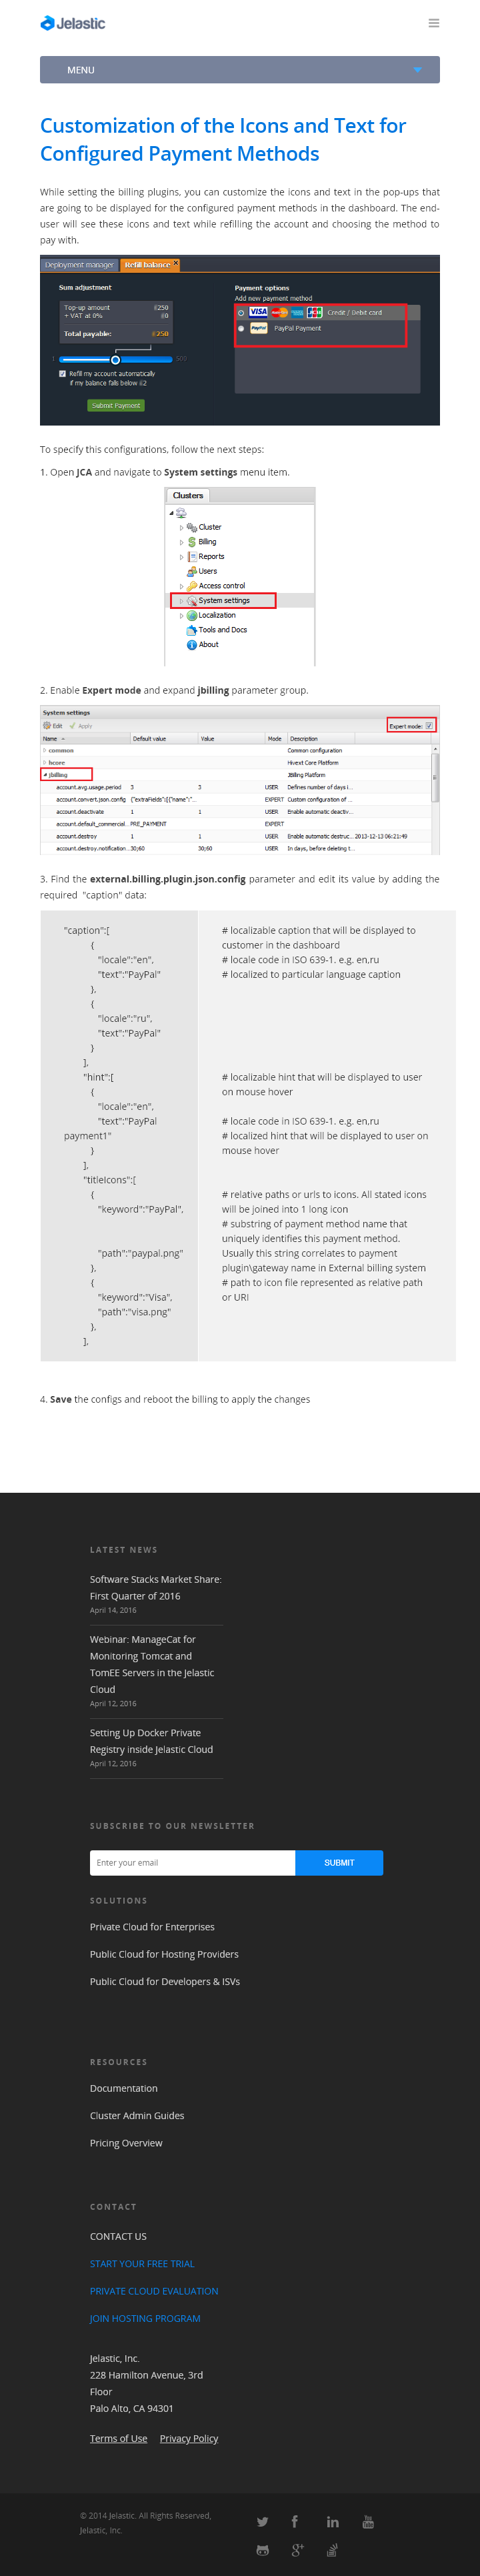 Jelastic
MENU
Customization of the Icons and Text for
Configured Payment Methods
While setting the billing plugins, you can customize the icons and text in the pop-ups that
are going to be displayed for the configured payment methods in the dashboard. The end-
user will see these icons and text while refilling the account and choosing the method to
pay with.
Deployment manager
Refill balance
Sum adjustment
Top-up amount £250
+ VAT at 0% £0
Total payable: £250
1 500
Refill my account automatically
if my balance falls below £2
Submit Payment
Payment options
Add new payment method
VISA Credit / Debit card
PayPal PayPal Payment
To specify this configurations, follow the next steps:
1. Open JCA and navigate to System settings menu item.
Clusters
Cluster
Billing
Reports
Users
Access control
System settings
Localization
Tools and Docs
About
2. Enable Expert mode and expand jbilling parameter group.
System settings
Edit Apply Expert mode:
Name Default value Value Mode Description
common Common configuration
hcore Hivext Core Platform
jbilling JBilling Platform
account.avg.usage.period 3 3 USER Defines number of days i...
account.convert.json.config {"extraFields":[{"name":"... EXPERT Custom configuration of ...
account.deactivate 1 1 USER Enable automatic deactiv...
account.default_commercial... PRE_PAYMENT EXPERT
account.destroy 1 1 USER Enable automatic destruc... 2013-12-13 06:21:49
account.destroy.notification... 30;60 30;60 USER In days, before deleting t...
3. Find the external.billing.plugin.json.config parameter and edit its value by adding the
required "caption" data:
"caption":[
{
"locale":"en",
"text":"PayPal"
},
{
"locale":"ru",
"text":"PayPal"
}
],
"hint":[
{
"locale":"en",
"text":"PayPal
payment1"
}
],
"titleIcons":[
{
"keyword":"PayPal",
"path":"paypal.png"
},
{
"keyword":"Visa",
"path":"visa.png"
},
],
# localizable caption that will be displayed to
customer in the dashboard
# locale code in ISO 639-1. e.g. en,ru
# localized to particular language caption
# localizable hint that will be displayed to user
on mouse hover
# locale code in ISO 639-1. e.g. en,ru
# localized hint that will be displayed to user on
mouse hover
# relative paths or urls to icons. All stated icons
will be joined into 1 long icon
# substring of payment method name that
uniquely identifies this payment method.
Usually this string correlates to payment
plugin\gateway name in External billing system
# path to icon file represented as relative path
or URI
4. Save the configs and reboot the billing to apply the changes
LATEST NEWS
Software Stacks Market Share:
First Quarter of 2016
April 14, 2016
Webinar: ManageCat for
Monitoring Tomcat and
TomEE Servers in the Jelastic
Cloud
April 12, 2016
Setting Up Docker Private
Registry inside Jelastic Cloud
April 12, 2016
SUBSCRIBE TO OUR NEWSLETTER
Enter your email
SUBMIT
SOLUTIONS
Private Cloud for Enterprises
Public Cloud for Hosting Providers
Public Cloud for Developers & ISVs
RESOURCES
Documentation
Cluster Admin Guides
Pricing Overview
CONTACT
CONTACT US
START YOUR FREE TRIAL
PRIVATE CLOUD EVALUATION
JOIN HOSTING PROGRAM
Jelastic, Inc.
228 Hamilton Avenue, 3rd
Floor
Palo Alto, CA 94301
Terms of Use Privacy Policy
© 2014 Jelastic. All Rights Reserved,
Jelastic, Inc.